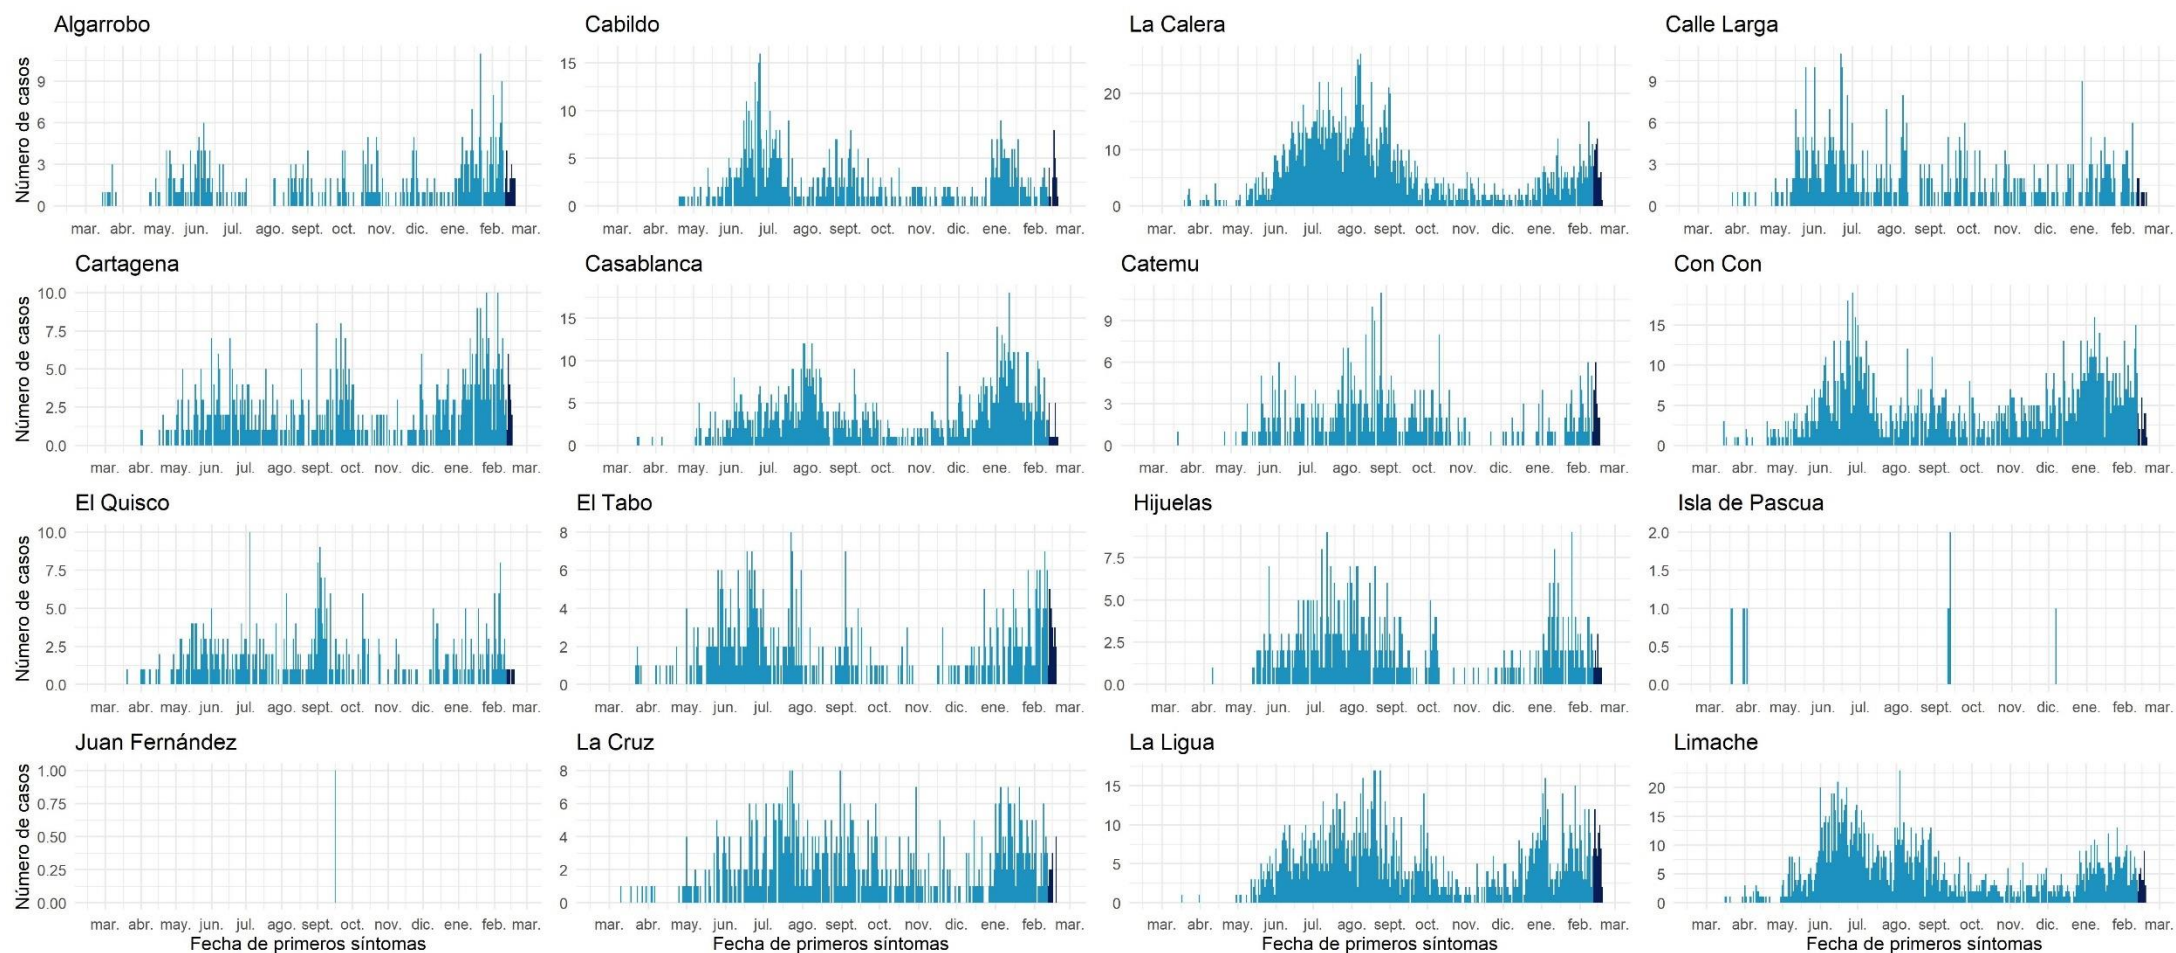 Algarrobo
Cabildo
La Calera
Calle Larga
Número de casos
9
6
3
0
15
10
5
0
20
10
0
9
6
3
0
mar. abr. may. jun. jul. ago. sept. oct. nov. dic. ene. feb. mar.
mar. abr. may. jun. jul. ago. sept. oct. nov. dic. ene. feb. mar.
mar. abr. may. jun. jul. ago. sept. oct. nov. dic. ene. feb. mar.
mar. abr. may. jun. jul. ago. sept. oct. nov. dic. ene. feb. mar.
Cartagena
Casablanca
Catemu
Con Con
Número de casos
10.0
7.5
5.0
2.5
0.0
15
10
5
0
9
6
3
0
15
10
5
0
mar. abr. may. jun. jul. ago. sept. oct. nov. dic. ene. feb. mar.
mar. abr. may. jun. jul. ago. sept. oct. nov. dic. ene. feb. mar.
mar. abr. may. jun. jul. ago. sept. oct. nov. dic. ene. feb. mar.
mar. abr. may. jun. jul. ago. sept. oct. nov. dic. ene. feb. mar.
El Quisco
El Tabo
Hijuelas
Isla de Pascua
Número de casos
10.0
7.5
5.0
2.5
0.0
8
6
4
2
0
7.5
5.0
2.5
0.0
2.0
1.5
1.0
0.5
0.0
mar. abr. may. jun. jul. ago. sept. oct. nov. dic. ene. feb. mar.
mar. abr. may. jun. jul. ago. sept. oct. nov. dic. ene. feb. mar.
mar. abr. may. jun. jul. ago. sept. oct. nov. dic. ene. feb. mar.
mar. abr. may. jun. jul. ago. sept. oct. nov. dic. ene. feb. mar.
Juan Fernández
La Cruz
La Ligua
Limache
Número de casos
1.00
0.75
0.50
0.25
0.00
8
6
4
2
0
15
10
5
0
20
15
10
5
0
mar. abr. may. jun. jul. ago. sept. oct. nov. dic. ene. feb. mar.
mar. abr. may. jun. jul. ago. sept. oct. nov. dic. ene. feb. mar.
mar. abr. may. jun. jul. ago. sept. oct. nov. dic. ene. feb. mar.
mar. abr. may. jun. jul. ago. sept. oct. nov. dic. ene. feb. mar.
Fecha de primeros síntomas
Fecha de primeros síntomas
Fecha de primeros síntomas
Fecha de primeros síntomas